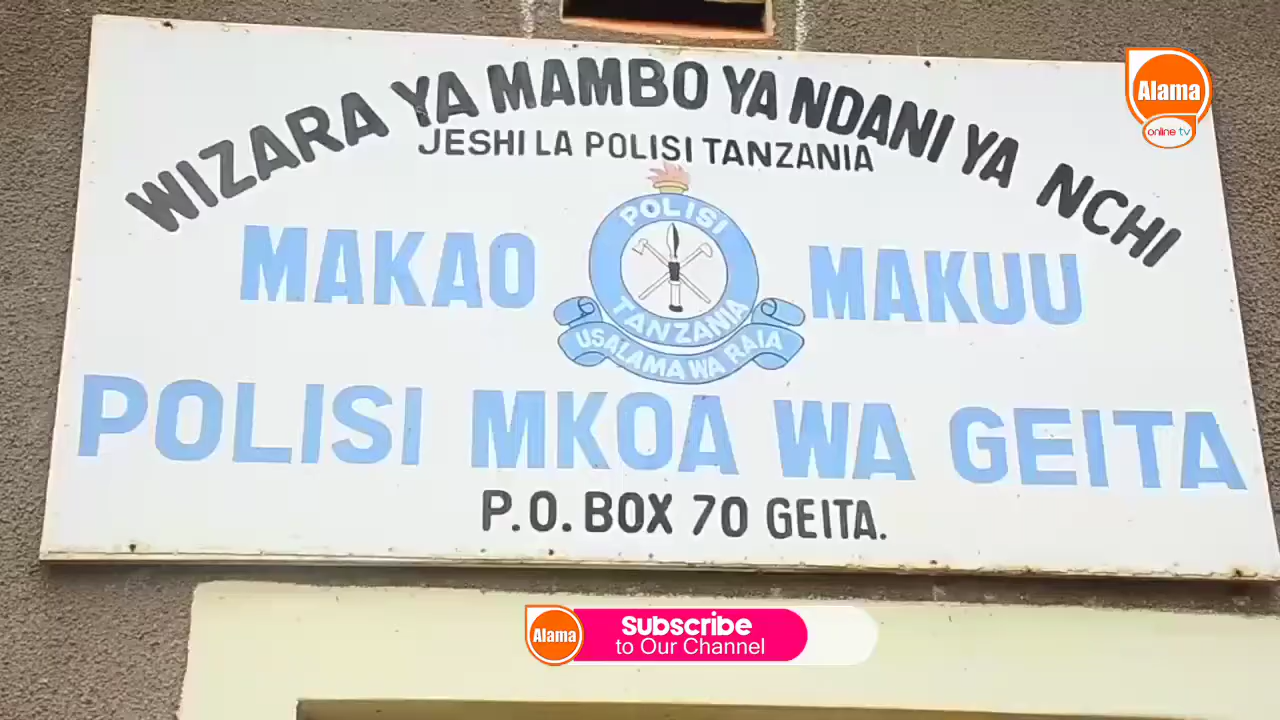 WIZARA YA MAMBO YA NDANI YA NCHI
JESHI LA POLISI TANZANIA
MAKAO MAKUU
POLISI
TANZANIA
USALAMA WA RAIA
POLISI MKOA WA GEITA
P.O. BOX 70 GEITA.
Alama
online tv
Alama
Subscribe
to Our Channel